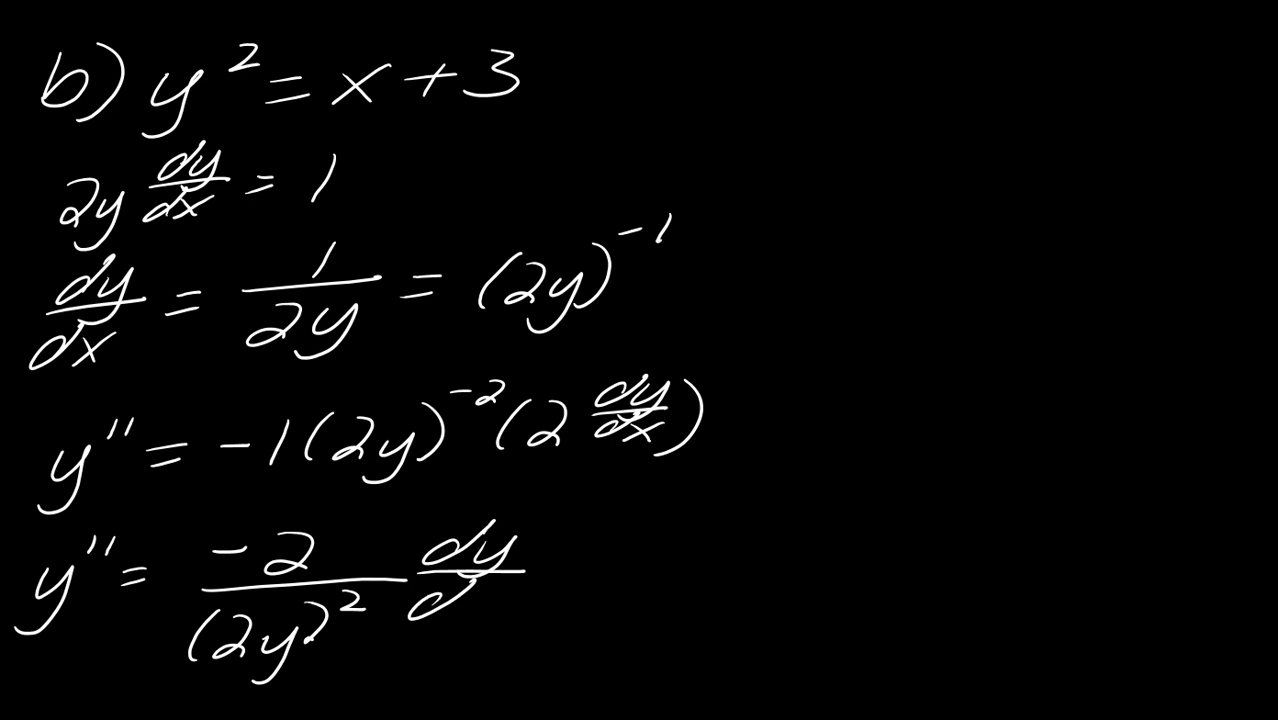 b) y² = x + 3
2y dy/dx = 1
dy/dx = 1/2y = (2y)⁻¹
y'' = -1(2y)⁻²(2 dy/dx)
y'' = -2/(2y)² dy/d